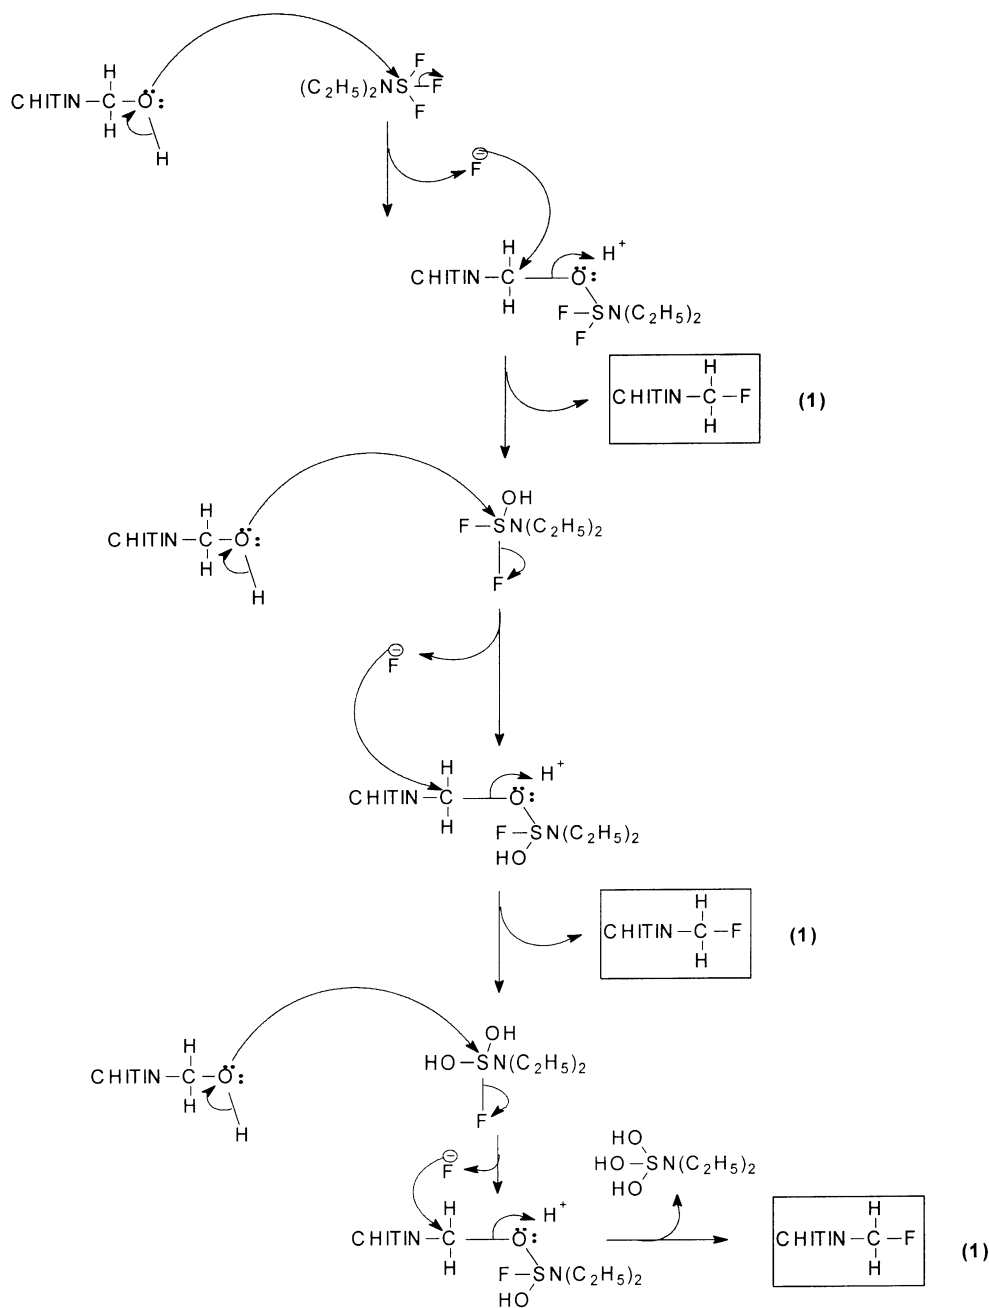 H
CHITIN–C–O:
H
H
F
(C2H5)2NS–F
F
F⊖
H
CHITIN–C–O:
H
H+
F–SN(C2H5)2
F
H
CHITIN–C–F
H
(1)
H
CHITIN–C–O:
H
H
OH
F–SN(C2H5)2
F
F⊖
H
CHITIN–C–O:
H
H+
F–SN(C2H5)2
HO
H
CHITIN–C–F
H
(1)
H
CHITIN–C–O:
H
H
OH
HO–SN(C2H5)2
F
F⊖
H
CHITIN–C–O:
H
H+
F–SN(C2H5)2
HO
HO
HO–SN(C2H5)2
HO
H
CHITIN–C–F
H
(1)